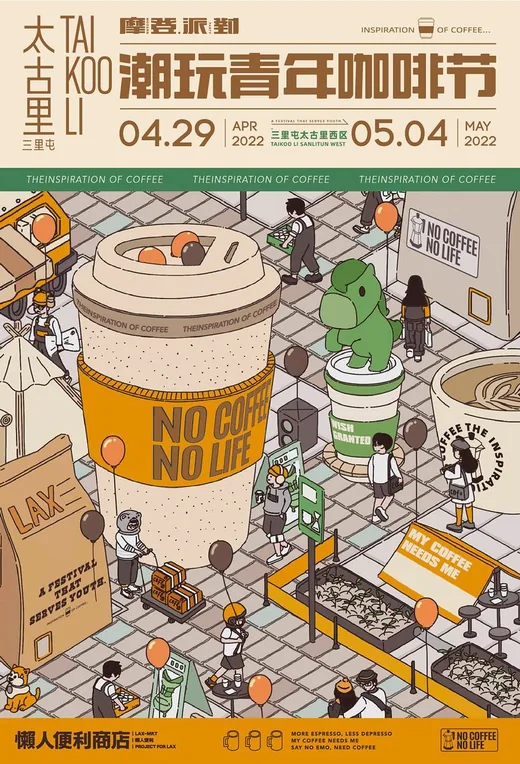 太古里
三里屯
TAI
KOO
LI
摩登派對
INSPIRATION OF COFFEE...
潮玩青年咖啡节
04.29
APR
2022
A FESTIVAL THAT SERVES YOUTH
三里屯太古里西区
TAIKOO LI SANLITUN WEST
05.04
MAY
2022
THEINSPIRATION OF COFFEE THEINSPIRATION OF COFFEE THEINSPIRATION OF COFFEE
NO COFFEE
NO LIFE
THEINSPIRATION OF COFFEE THEINSPIRATION OF COFFEE
NO COFFEE
NO LIFE
WISH
GRANTED
COFFEE THE INSPIRATI
LAX
A FESTIVAL
THAT
SERVES YOUTH.
MY COFFEE
NEEDS ME
懒人便利商店
LAX-MRT
懒人便利
PROJECT FOR LAX
MORE ESPRESSO, LESS DEPRESSO
MY COFFEE NEEDS ME
SAY NO EMO, NEED COFFEE
NO COFFEE
NO LIFE